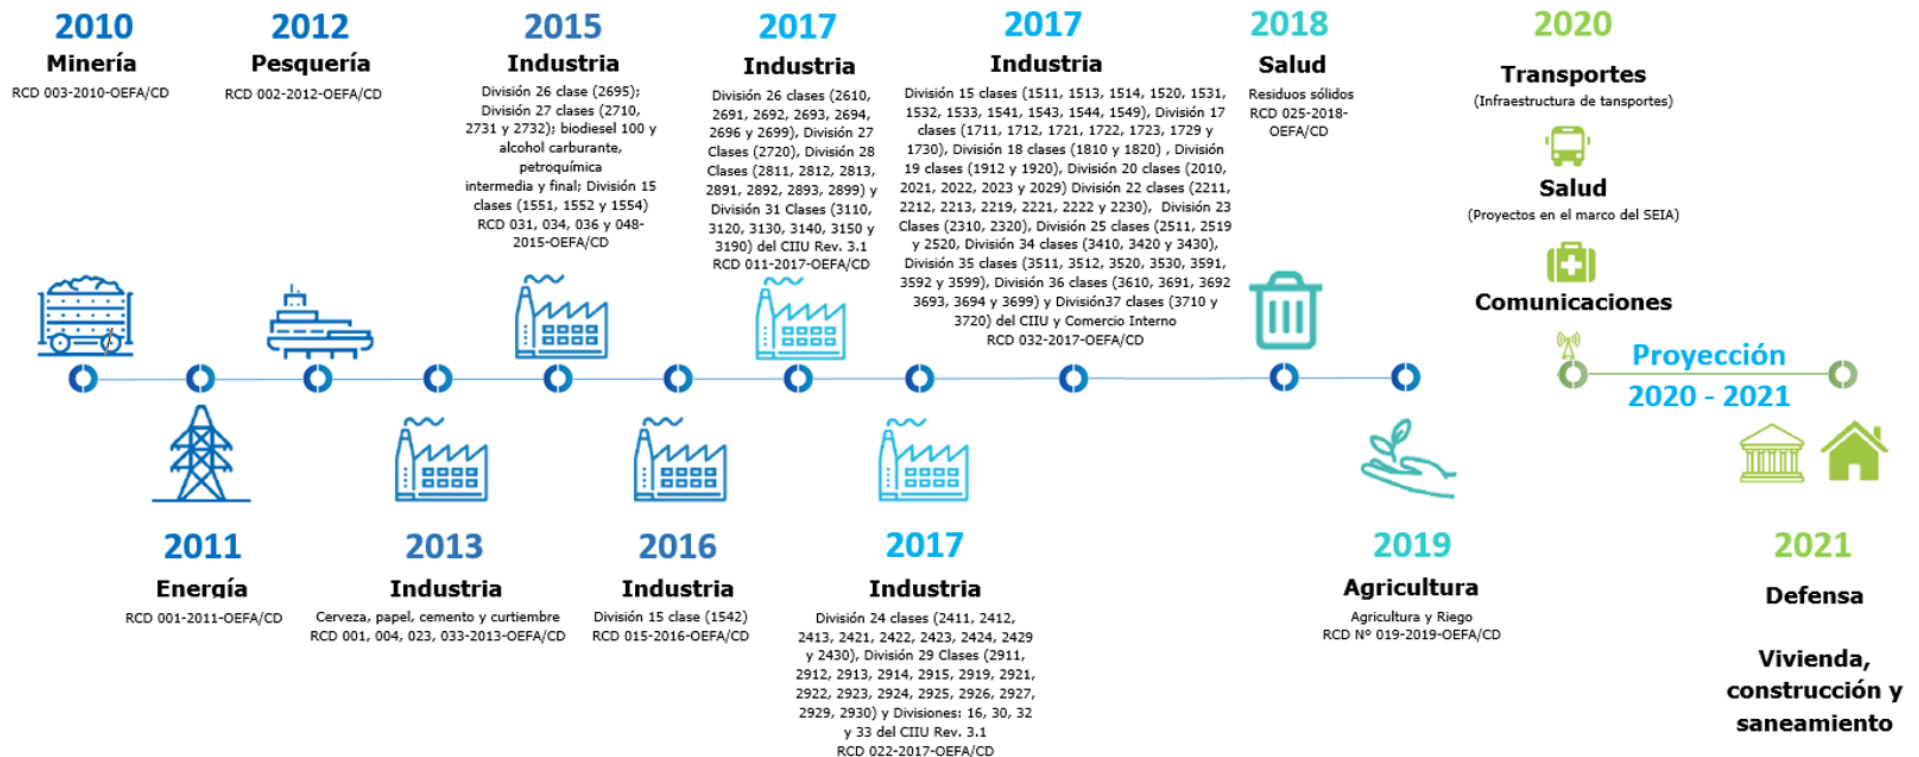 2010
Minería
RCD 003-2010-OEFA/CD
2012
Pesquería
RCD 002-2012-OEFA/CD
2015
Industria
División 26 clase (2695);
División 27 clases (2710,
2731 y 2732); biodiesel 100 y
alcohol carburante,
petroquímica
intermedia y final; División 15
clases (1551, 1552 y 1554)
RCD 031, 034, 036 y 048-
2015-OEFA/CD
2017
Industria
División 26 clases (2610,
2691, 2692, 2693, 2694,
2696 y 2699), División 27
Clases (2720), División 28
Clases (2811, 2812, 2813,
2891, 2892, 2893, 2899) y
División 31 Clases (3110,
3120, 3130, 3140, 3150 y
3190) del CIIU Rev. 3.1
RCD 011-2017-OEFA/CD
2017
Industria
División 15 clases (1511, 1513, 1514, 1520, 1531,
1532, 1533, 1541, 1543, 1544, 1549), División 17
clases (1711, 1712, 1721, 1722, 1723, 1729 y
1730), División 18 clases (1810 y 1820) , División
19 clases (1912 y 1920), División 20 clases (2010,
2021, 2022, 2023 y 2029) División 22 clases (2211,
2212, 2213, 2219, 2221, 2222 y 2230), División 23
Clases (2310, 2320), División 25 clases (2511, 2519
y 2520, División 34 clases (3410, 3420 y 3430),
División 35 clases (3511, 3512, 3520, 3530, 3591,
3592 y 3599), División 36 clases (3610, 3691, 3692
3693, 3694 y 3699) y División37 clases (3710 y
3720) del CIIU y Comercio Interno
RCD 032-2017-OEFA/CD
2018
Salud
Residuos sólidos
RCD 025-2018-
OEFA/CD
2020
Transportes
(Infraestructura de tansportes)
Salud
(Proyectos en el marco del SEIA)
Comunicaciones
Proyección
2020 - 2021
2011
Energía
RCD 001-2011-OEFA/CD
2013
Industria
Cerveza, papel, cemento y curtiembre
RCD 001, 004, 023, 033-2013-OEFA/CD
2016
Industria
División 15 clase (1542)
RCD 015-2016-OEFA/CD
2017
Industria
División 24 clases (2411, 2412,
2413, 2421, 2422, 2423, 2424, 2429
y 2430), División 29 Clases (2911,
2912, 2913, 2914, 2915, 2919, 2921,
2922, 2923, 2924, 2925, 2926, 2927,
2929, 2930) y Divisiones: 16, 30, 32
y 33 del CIIU Rev. 3.1
RCD 022-2017-OEFA/CD
2019
Agricultura
Agricultura y Riego
RCD Nº 019-2019-OEFA/CD
2021
Defensa
Vivienda,
construcción y
saneamiento